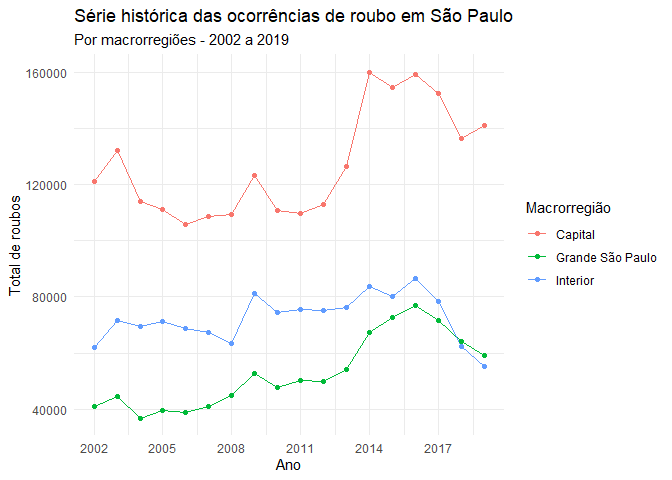 Série histórica das ocorrências de roubo em São Paulo
Por macrorregiões - 2002 a 2019
160000
120000
80000
40000
Total de roubos
2002 2005 2008 2011 2014 2017
Ano
Macrorregião
Capital
Grande São Paulo
Interior